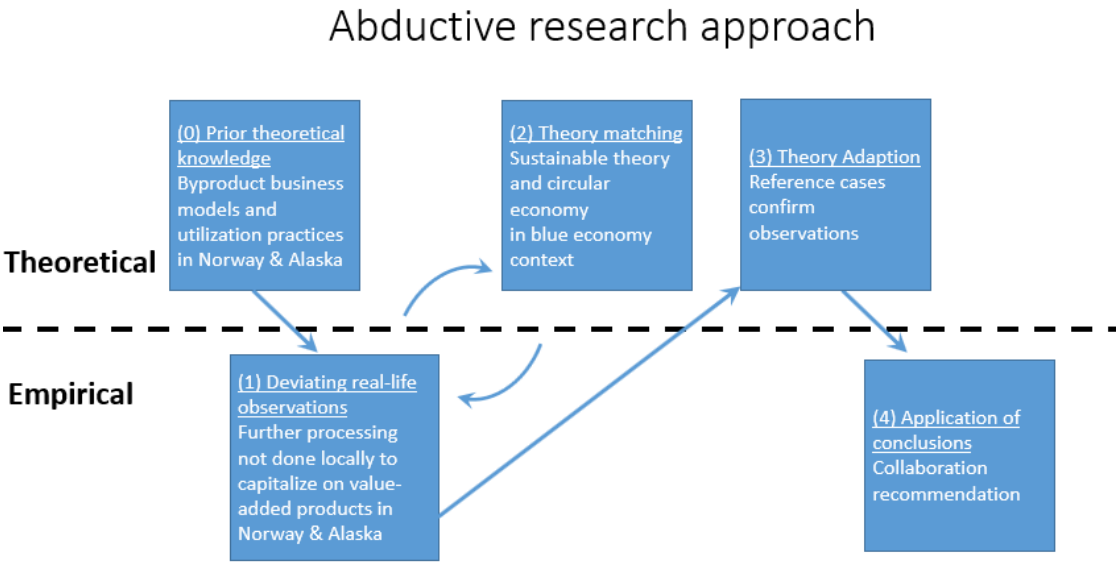 Abductive research approach
(0) Prior theoretical
knowledge
Byproduct business
models and
utilization practices
in Norway & Alaska
(2) Theory matching
Sustainable theory
and circular
economy
in blue economy
context
(3) Theory Adaption
Reference cases
confirm
observations
Theoretical
Empirical
(1) Deviating real-life
observations
Further processing
not done locally to
capitalize on value-
added products in
Norway & Alaska
(4) Application of
conclusions
Collaboration
recommendation